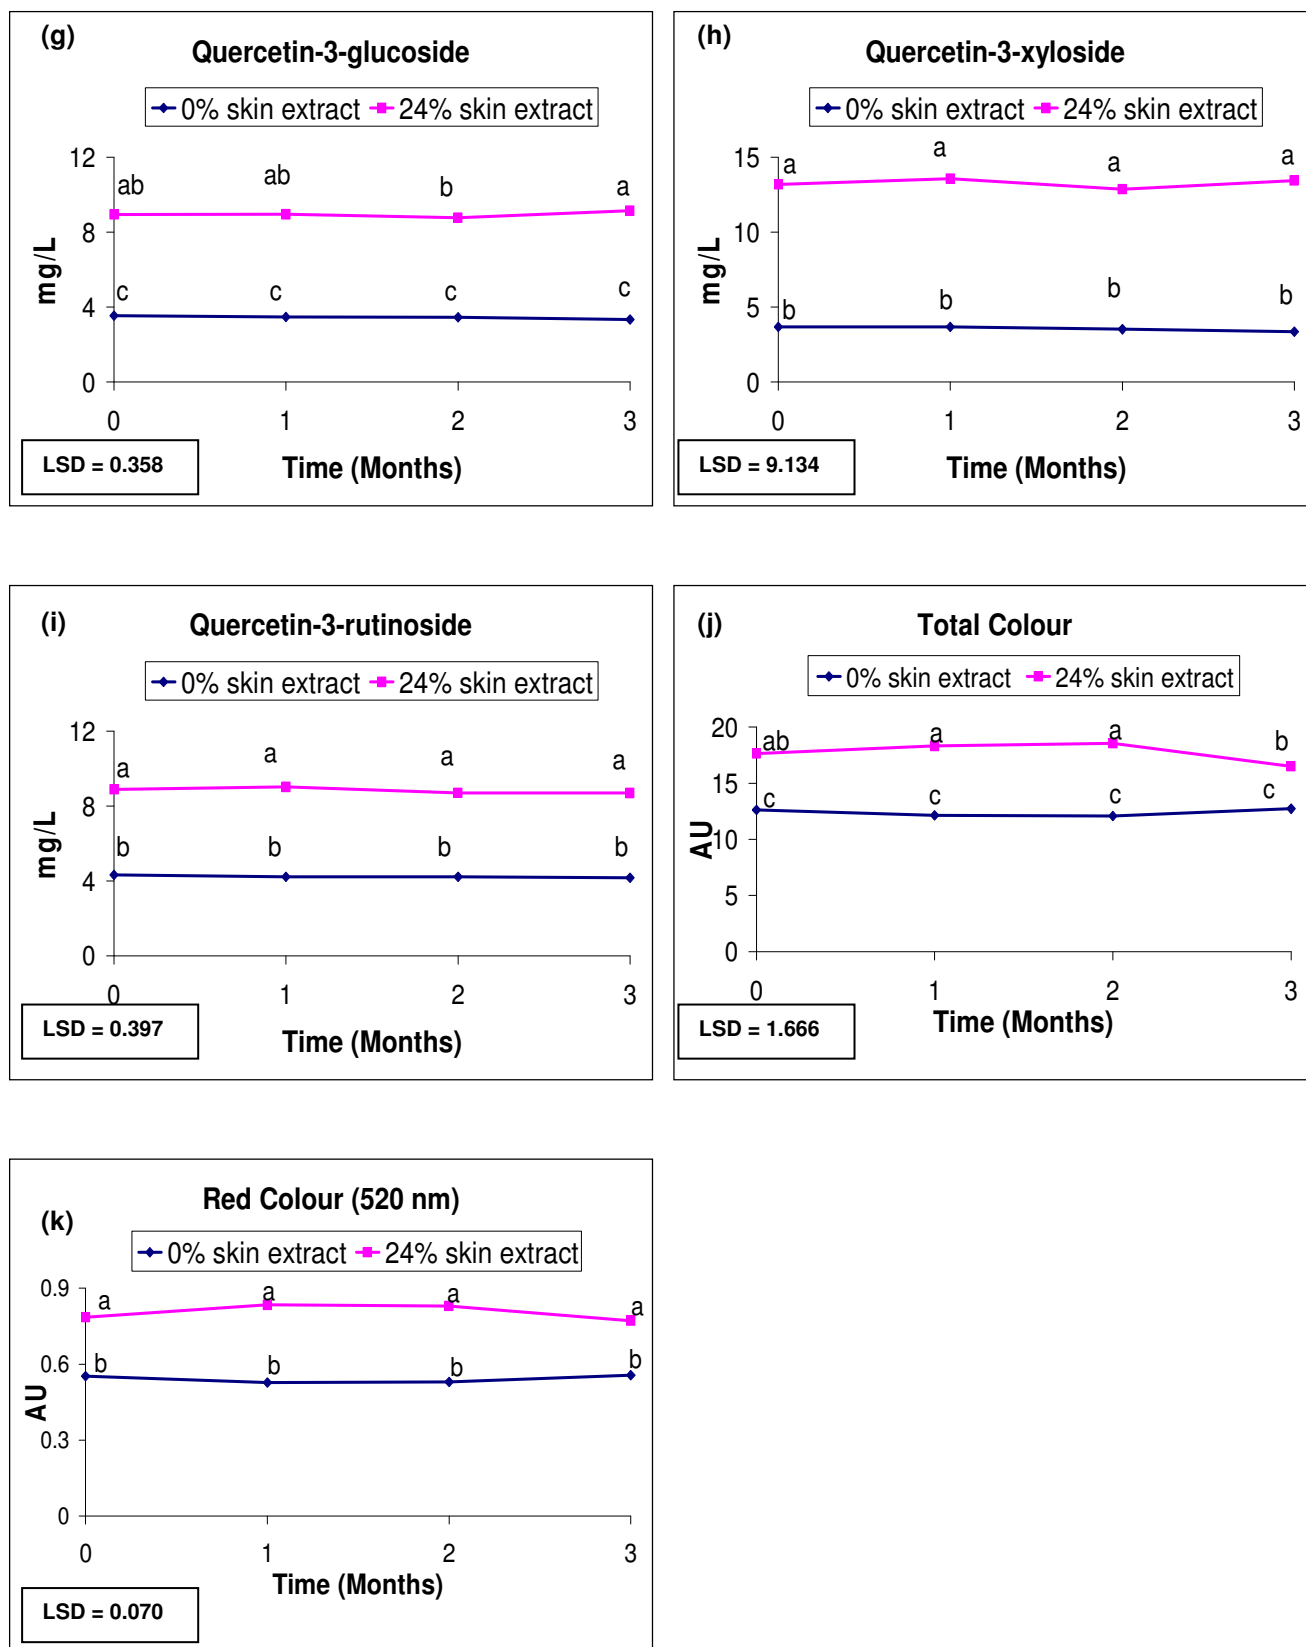 (g)
Quercetin-3-glucoside
0% skin extract 24% skin extract
12
8
4
0
mg/L
ab ab b a
c c c c
0 1 2 3
Time (Months)
LSD = 0.358
(h)
Quercetin-3-xyloside
0% skin extract 24% skin extract
15
10
5
0
mg/L
a a a a
b b b b
0 1 2 3
Time (Months)
LSD = 9.134
(i)
Quercetin-3-rutinoside
0% skin extract 24% skin extract
12
8
4
0
mg/L
a a a a
b b b b
0 1 2 3
Time (Months)
LSD = 0.397
(j)
Total Colour
0% skin extract 24% skin extract
20
15
10
5
0
AU
ab a a b
c c c c
0 1 2 3
Time (Months)
LSD = 1.666
(k)
Red Colour (520 nm)
0% skin extract 24% skin extract
0.9
0.6
0.3
0
AU
a a a a
b b b b
0 1 2 3
Time (Months)
LSD = 0.070